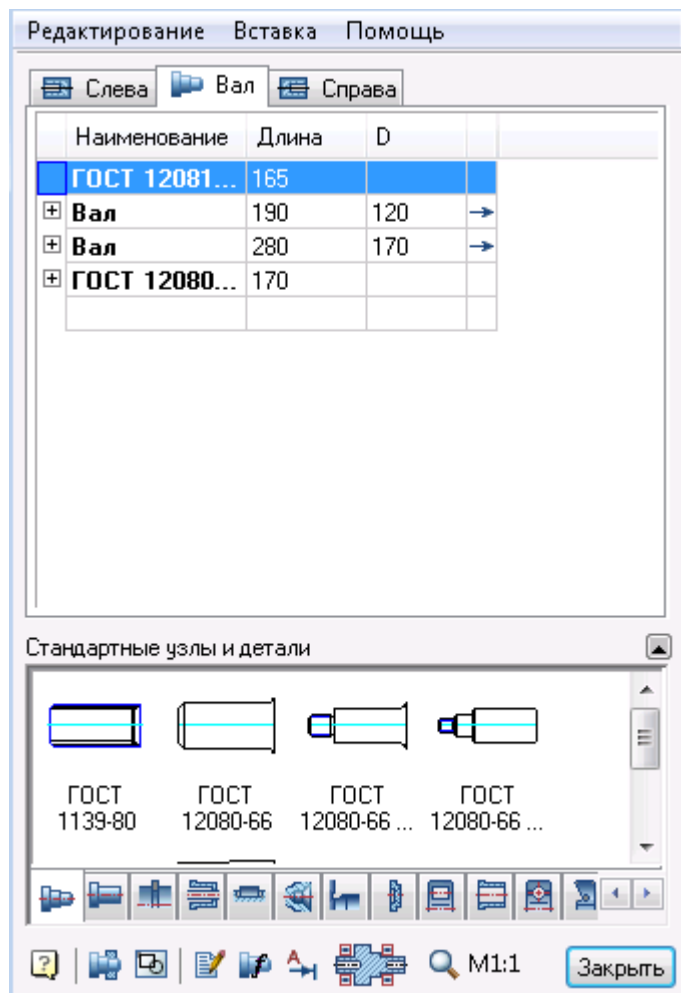 Редактирование Вставка Помощь
Слева Вал Справа
Наименование Длина D
ГОСТ 12081... 165
Вал 190 120
Вал 280 170
ГОСТ 12080... 170
Стандартные узлы и детали
ГОСТ ГОСТ ГОСТ ГОСТ
1139-80 12080-66 12080-66 ... 12080-66 ...
M1:1 Закрыть